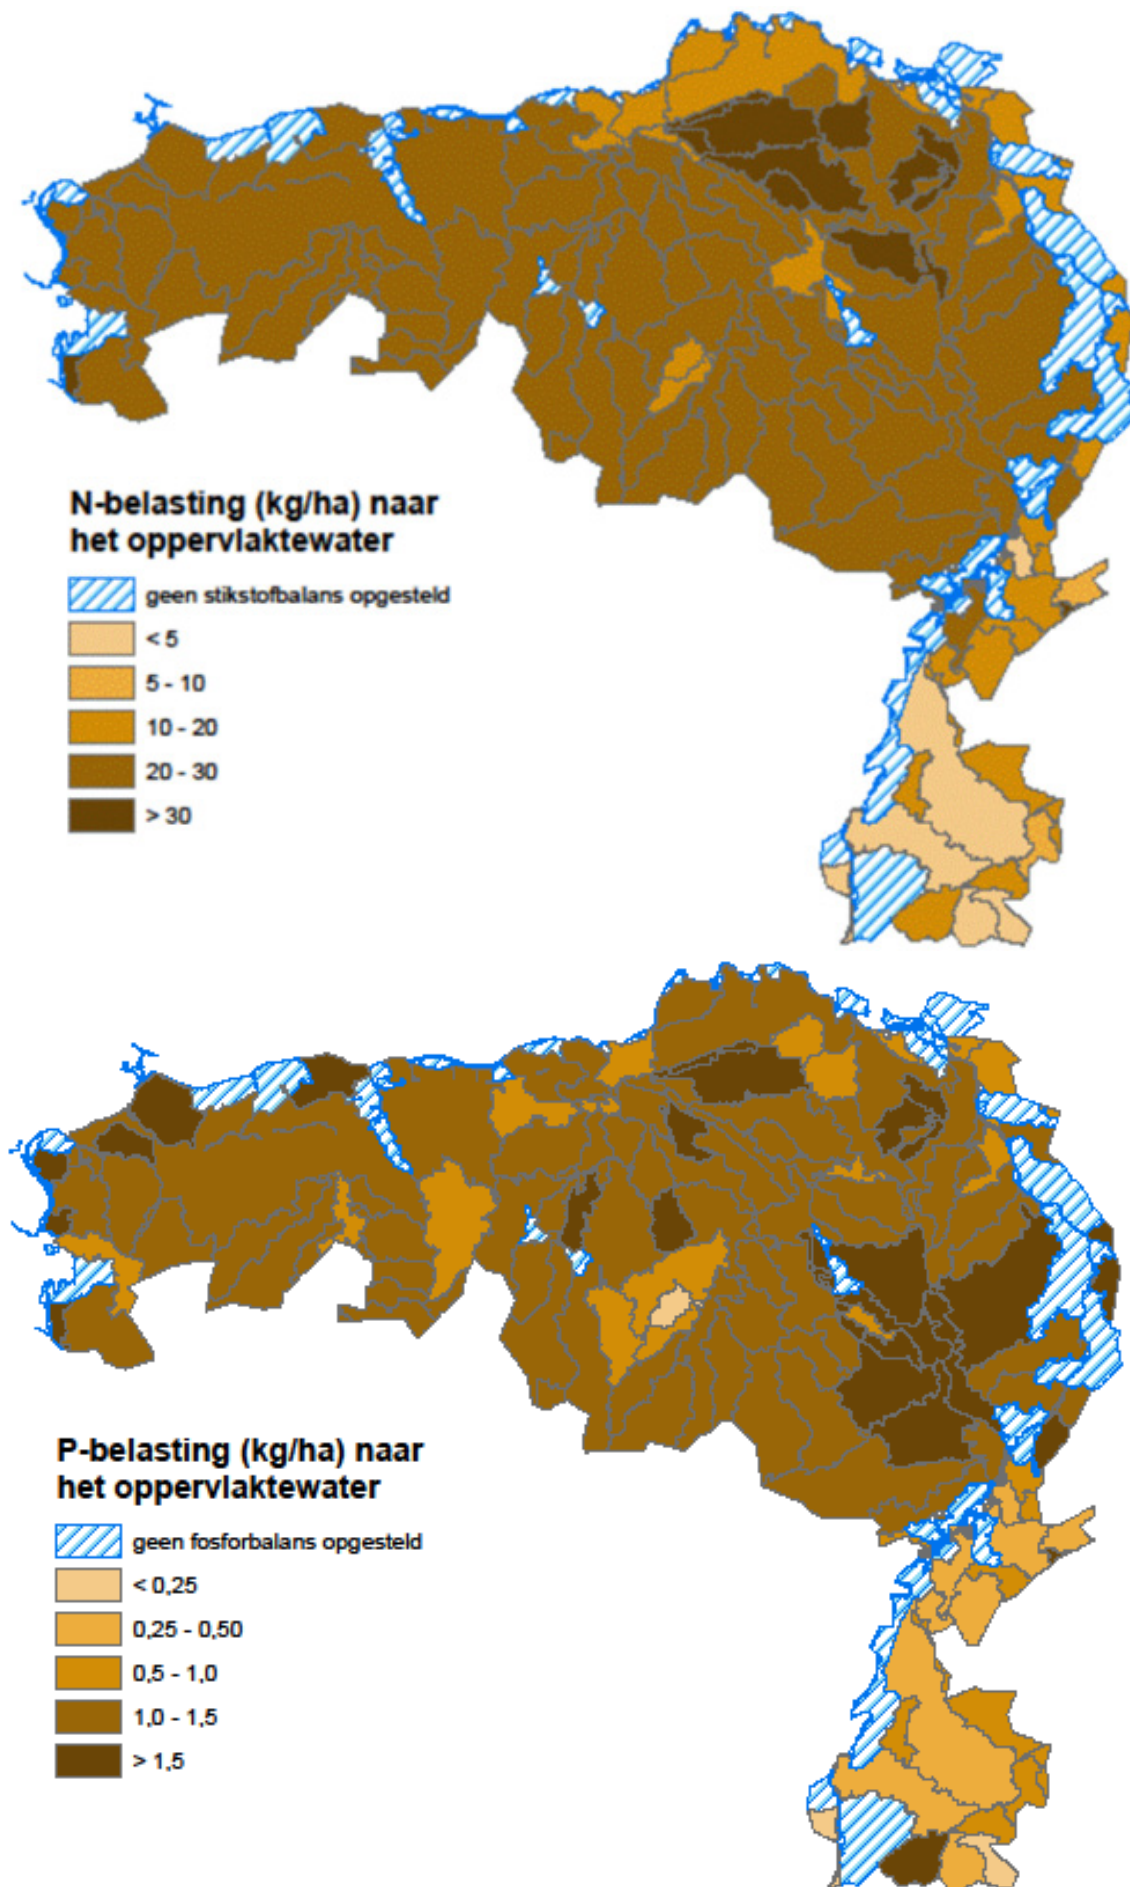 N-belasting (kg/ha) naar
het oppervlaktewater
geen stikstofbalans opgesteld
< 5
5 - 10
10 - 20
20 - 30
> 30
P-belasting (kg/ha) naar
het oppervlaktewater
geen fosforbalans opgesteld
< 0,25
0,25 - 0,50
0,5 - 1,0
1,0 - 1,5
> 1,5